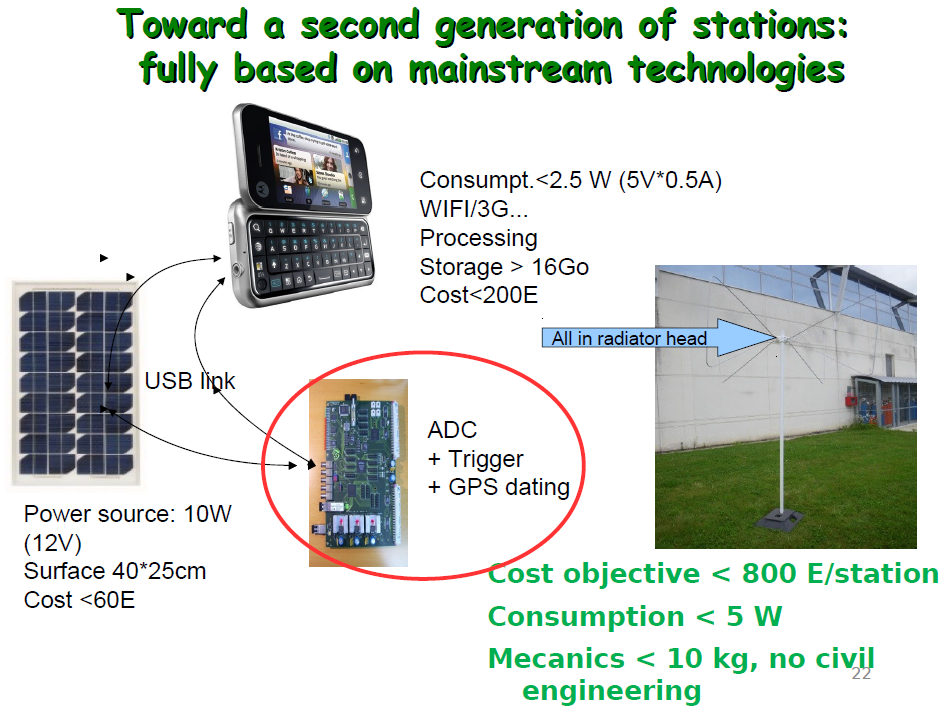 Toward a second generation of stations:
fully based on mainstream technologies
Consumpt.<2.5 W (5V*0.5A)
WIFI/3G...
Processing
Storage > 16Go
Cost<200E
All in radiator head
USB link
ADC
+ Trigger
+ GPS dating
Power source: 10W
(12V)
Surface 40*25cm
Cost <60E
Cost objective < 800 E/station
Consumption < 5 W
Mecanics < 10 kg, no civil
engineering
22